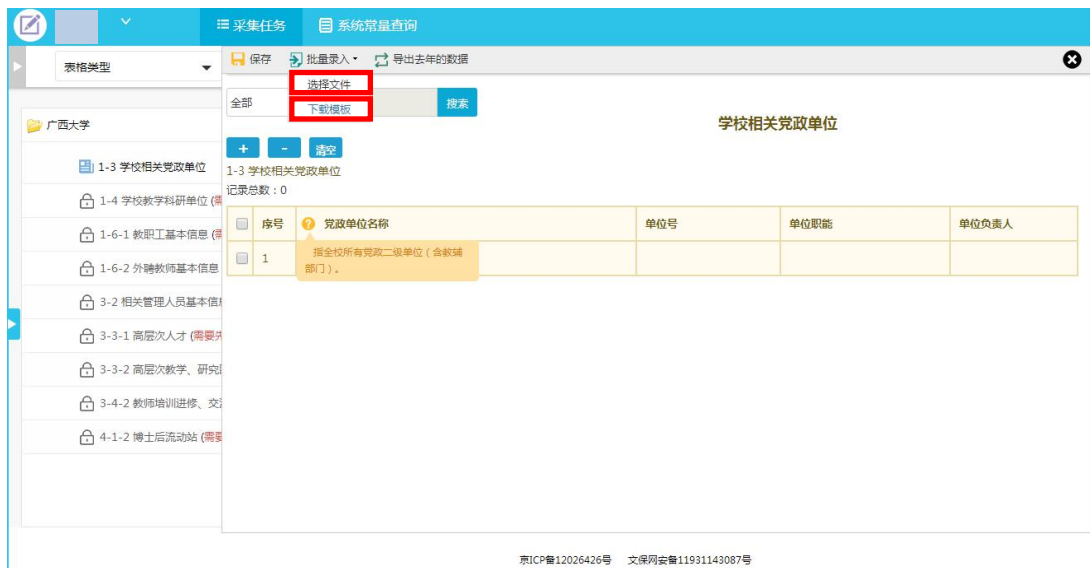 采集任务 系统常量查询
表格类型
保存 批量录入 导出去年的数据
选择文件
下载模板
全部 搜索
学校相关党政单位
广西大学
+ - 清空
1-3 学校相关党政单位
1-3 学校相关党政单位
记录总数：0
1-4 学校教学科研单位 (需
1-6-1 教职工基本信息 (需
1-6-2 外聘教师基本信息
3-2 相关管理人员基本信息
3-3-1 高层次人才 (需要先
3-3-2 高层次教学、研究
3-4-2 教师培训进修、交
4-1-2 博士后流动站 (需要
序号 ? 党政单位名称 单位号 单位职能 单位负责人
1
指全校所有党政二级单位（含教辅
部门）。
京ICP备12026426号 文保网安备11931143087号